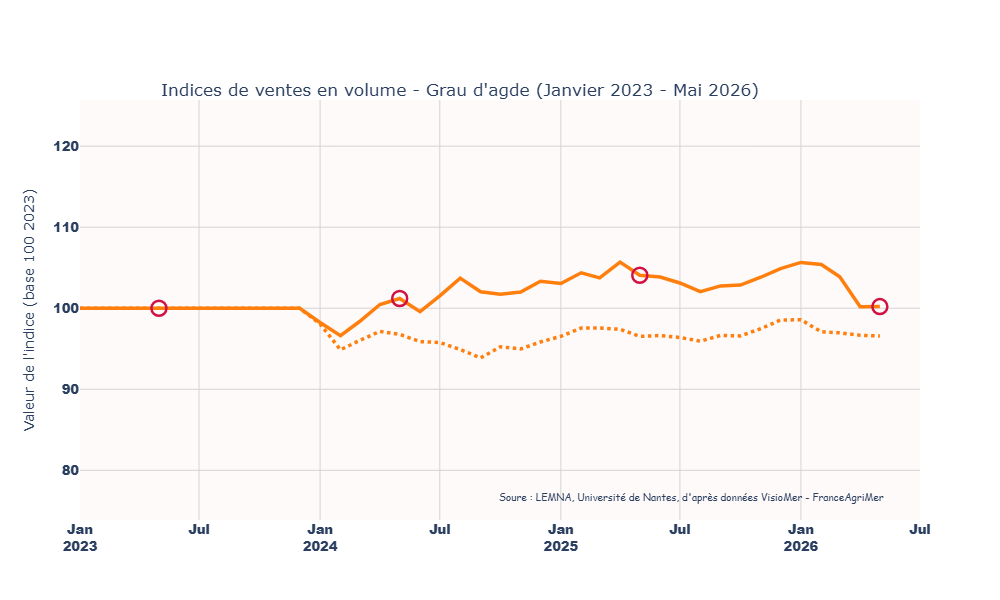 Indices de ventes en volume - Grau d'agde (Janvier 2023 - Mai 2026)
Valeur de l'indice (base 100 2023)
120
110
100
90
80
Soure : LEMNA, Université de Nantes, d'après données VisioMer - FranceAgriMer
Jan Jul Jan Jul Jan Jul Jan Jul
2023 2024 2025 2026